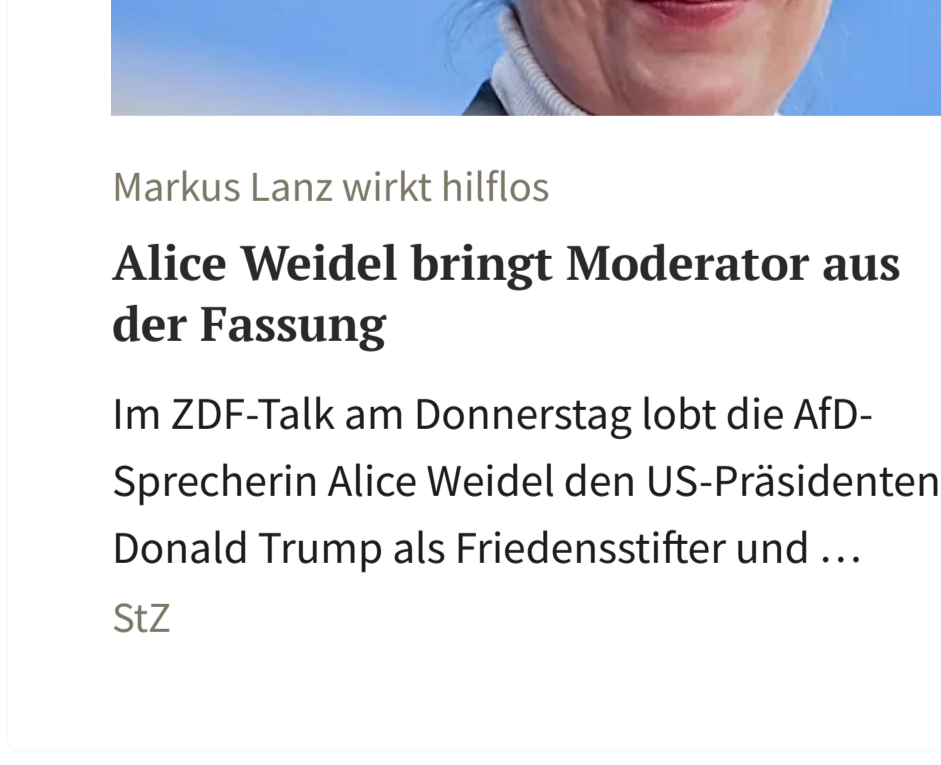 Markus Lanz wirkt hilflos
Alice Weidel bringt Moderator aus
der Fassung
Im ZDF-Talk am Donnerstag lobt die AfD-
Sprecherin Alice Weidel den US-Präsidenten
Donald Trump als Friedensstifter und …
StZ